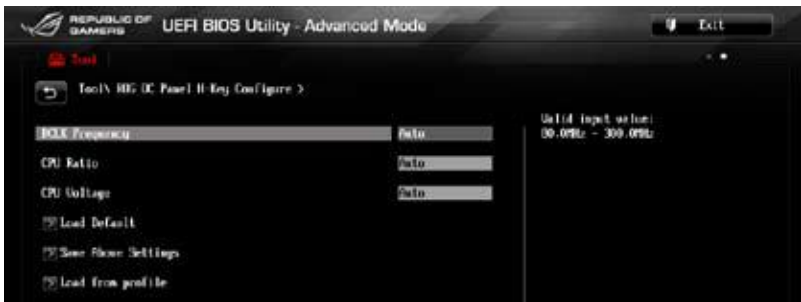 REPUBLIC OF GAMERS UEFI BIOS Utility - Advanced Mode Exit
Tool
Tool\ ROG OC Panel H-Key Configure >
BCLK Frequency Auto
CPU Ratio Auto
CPU Voltage Auto
Load Default
Save Above Settings
Load from profile
Valid input value:
80.0MHz - 300.0MHz